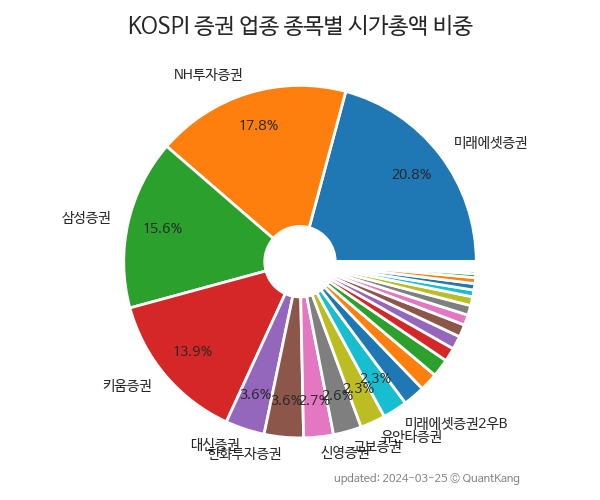 KOSPI 증권 업종 종목별 시가총액 비중
미래에셋증권
20.8%
NH투자증권
17.8%
삼성증권
15.6%
키움증권
13.9%
대신증권
3.6%
한화투자증권
3.6%
신영증권
2.7%
교보증권
2.6%
유안타증권
2.3%
미래에셋증권2우B
2.3%
updated: 2024-03-25 © QuantKang